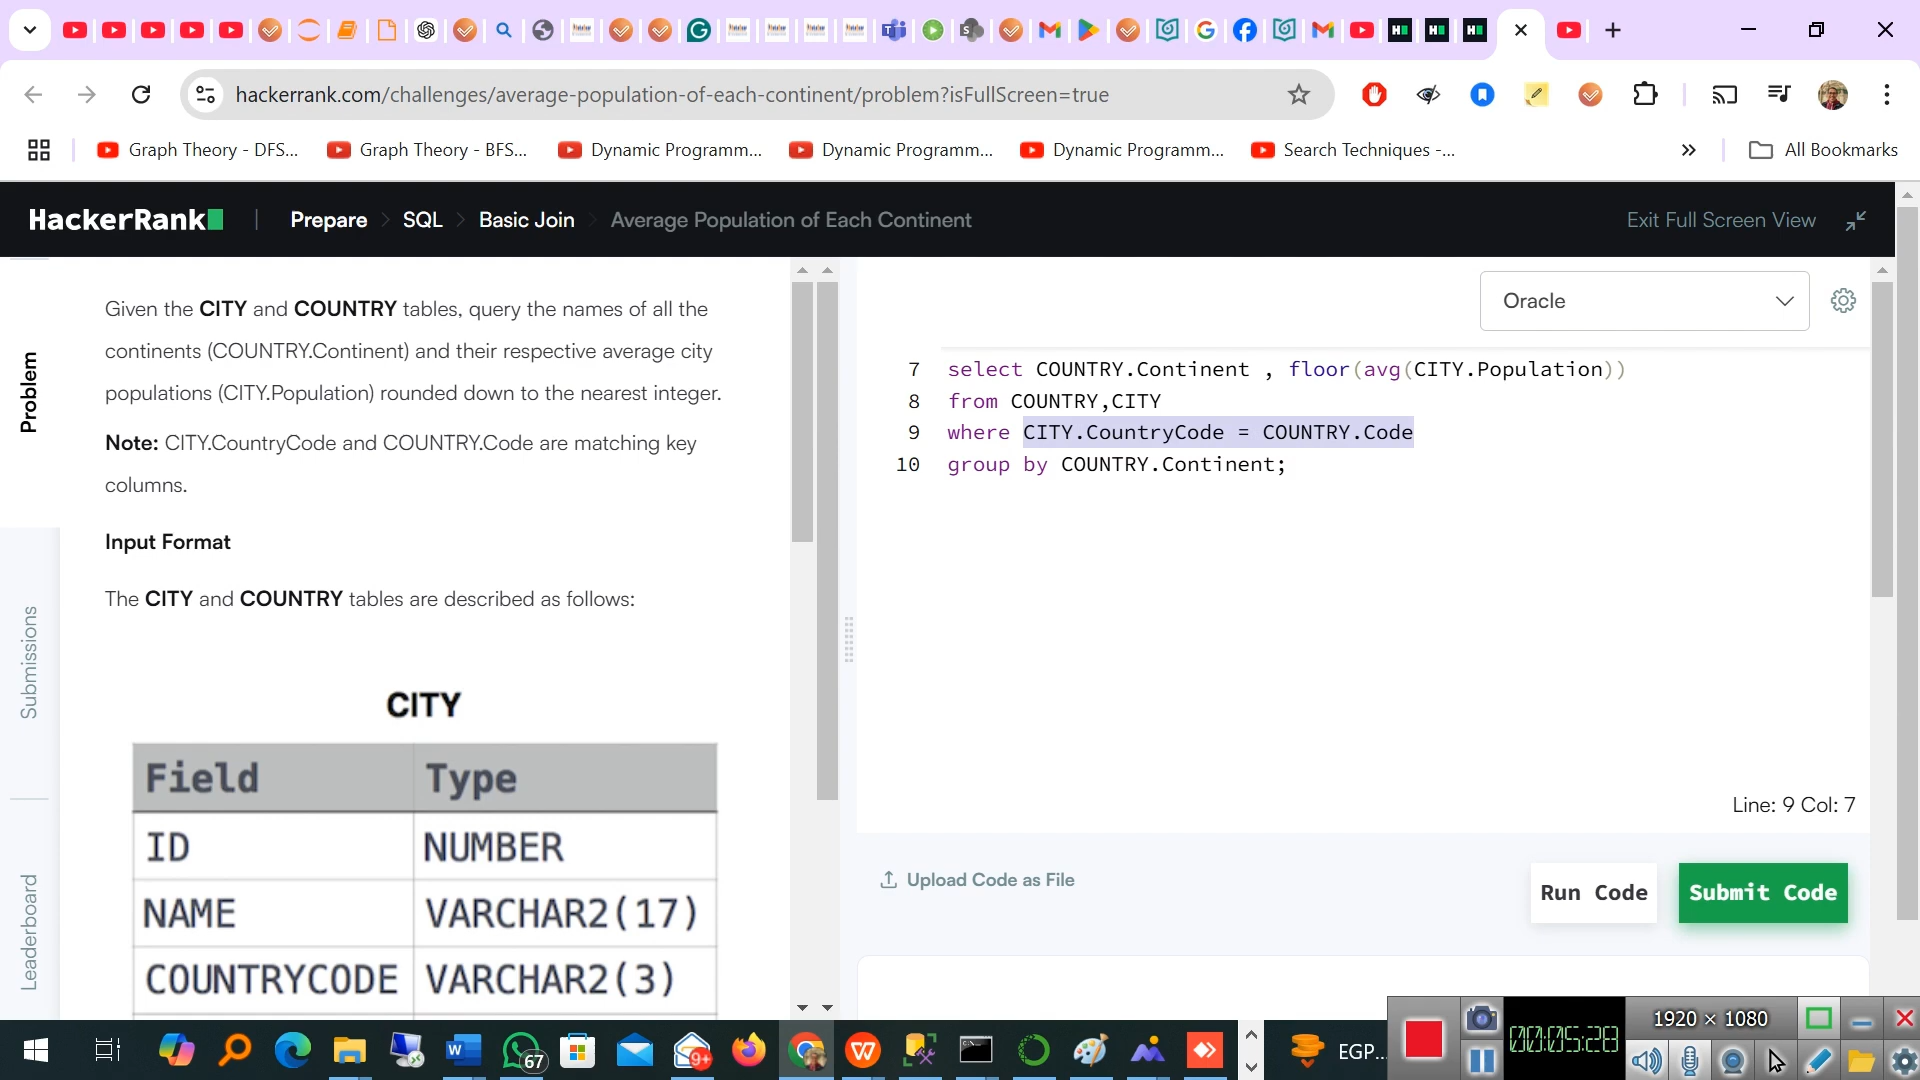 hackerrank.com/challenges/average-population-of-each-continent/problem?isFullScreen=true
Graph Theory - DFS...
Graph Theory - BFS...
Dynamic Programm...
Dynamic Programm...
Dynamic Programm...
Search Techniques -...
All Bookmarks
HackerRank
Prepare
SQL
Basic Join
Average Population of Each Continent
Exit Full Screen View
Problem
Submissions
Leaderboard
Given the CITY and COUNTRY tables, query the names of all the
continents (COUNTRY.Continent) and their respective average city
populations (CITY.Population) rounded down to the nearest integer.
Note: CITY.CountryCode and COUNTRY.Code are matching key
columns.
Input Format
The CITY and COUNTRY tables are described as follows:
CITY
Field Type
ID NUMBER
NAME VARCHAR2(17)
COUNTRYCODE VARCHAR2(3)
Oracle
7 select COUNTRY.Continent , floor(avg(CITY.Population))
8 from COUNTRY,CITY
9 where CITY.CountryCode = COUNTRY.Code
10 group by COUNTRY.Continent;
Line: 9 Col: 7
Upload Code as File
Run Code
Submit Code
67
9+
EGP...
00:05:28
1920 × 1080